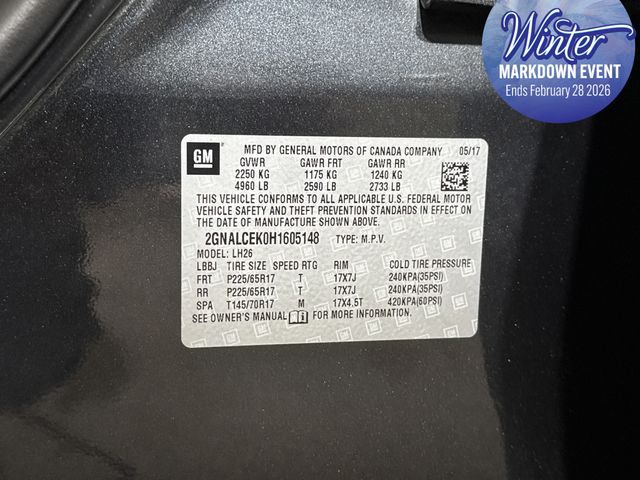 Winter
MARKDOWN EVENT
Ends February 28 2026
GM
MFD BY GENERAL MOTORS OF CANADA COMPANY 05/17
GVWR GAWR FRT GAWR RR
2250 KG 1175 KG 1240 KG
4960 LB 2590 LB 2733 LB
THIS VEHICLE CONFORMS TO ALL APPLICABLE U.S. FEDERAL MOTOR
VEHICLE SAFETY AND THEFT PREVENTION STANDARDS IN EFFECT ON
THE DATE OF MANUFACTURE SHOWN ABOVE.
2GNALCEK0H1605148 TYPE: M.P.V.
MODEL: LH26
LBBJ TIRE SIZE SPEED RTG RIM COLD TIRE PRESSURE
FRT P225/65R17 T 17X7J 240KPA(35PSI)
RR P225/65R17 T 17X7J 240KPA(35PSI)
SPA T145/70R17 M 17X4.5T 420KPA(60PSI)
SEE OWNER'S MANUAL FOR MORE INFORMATION.